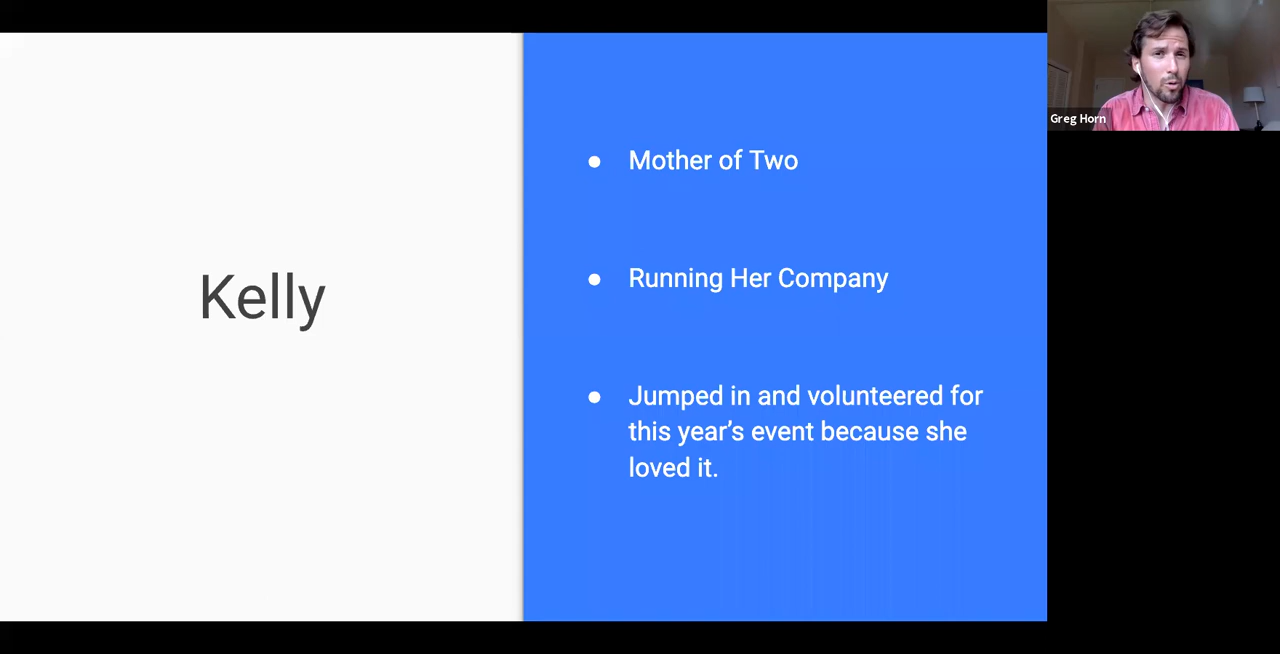 Kelly
Mother of Two
Running Her Company
Jumped in and volunteered for
this year’s event because she
loved it.
Greg Horn